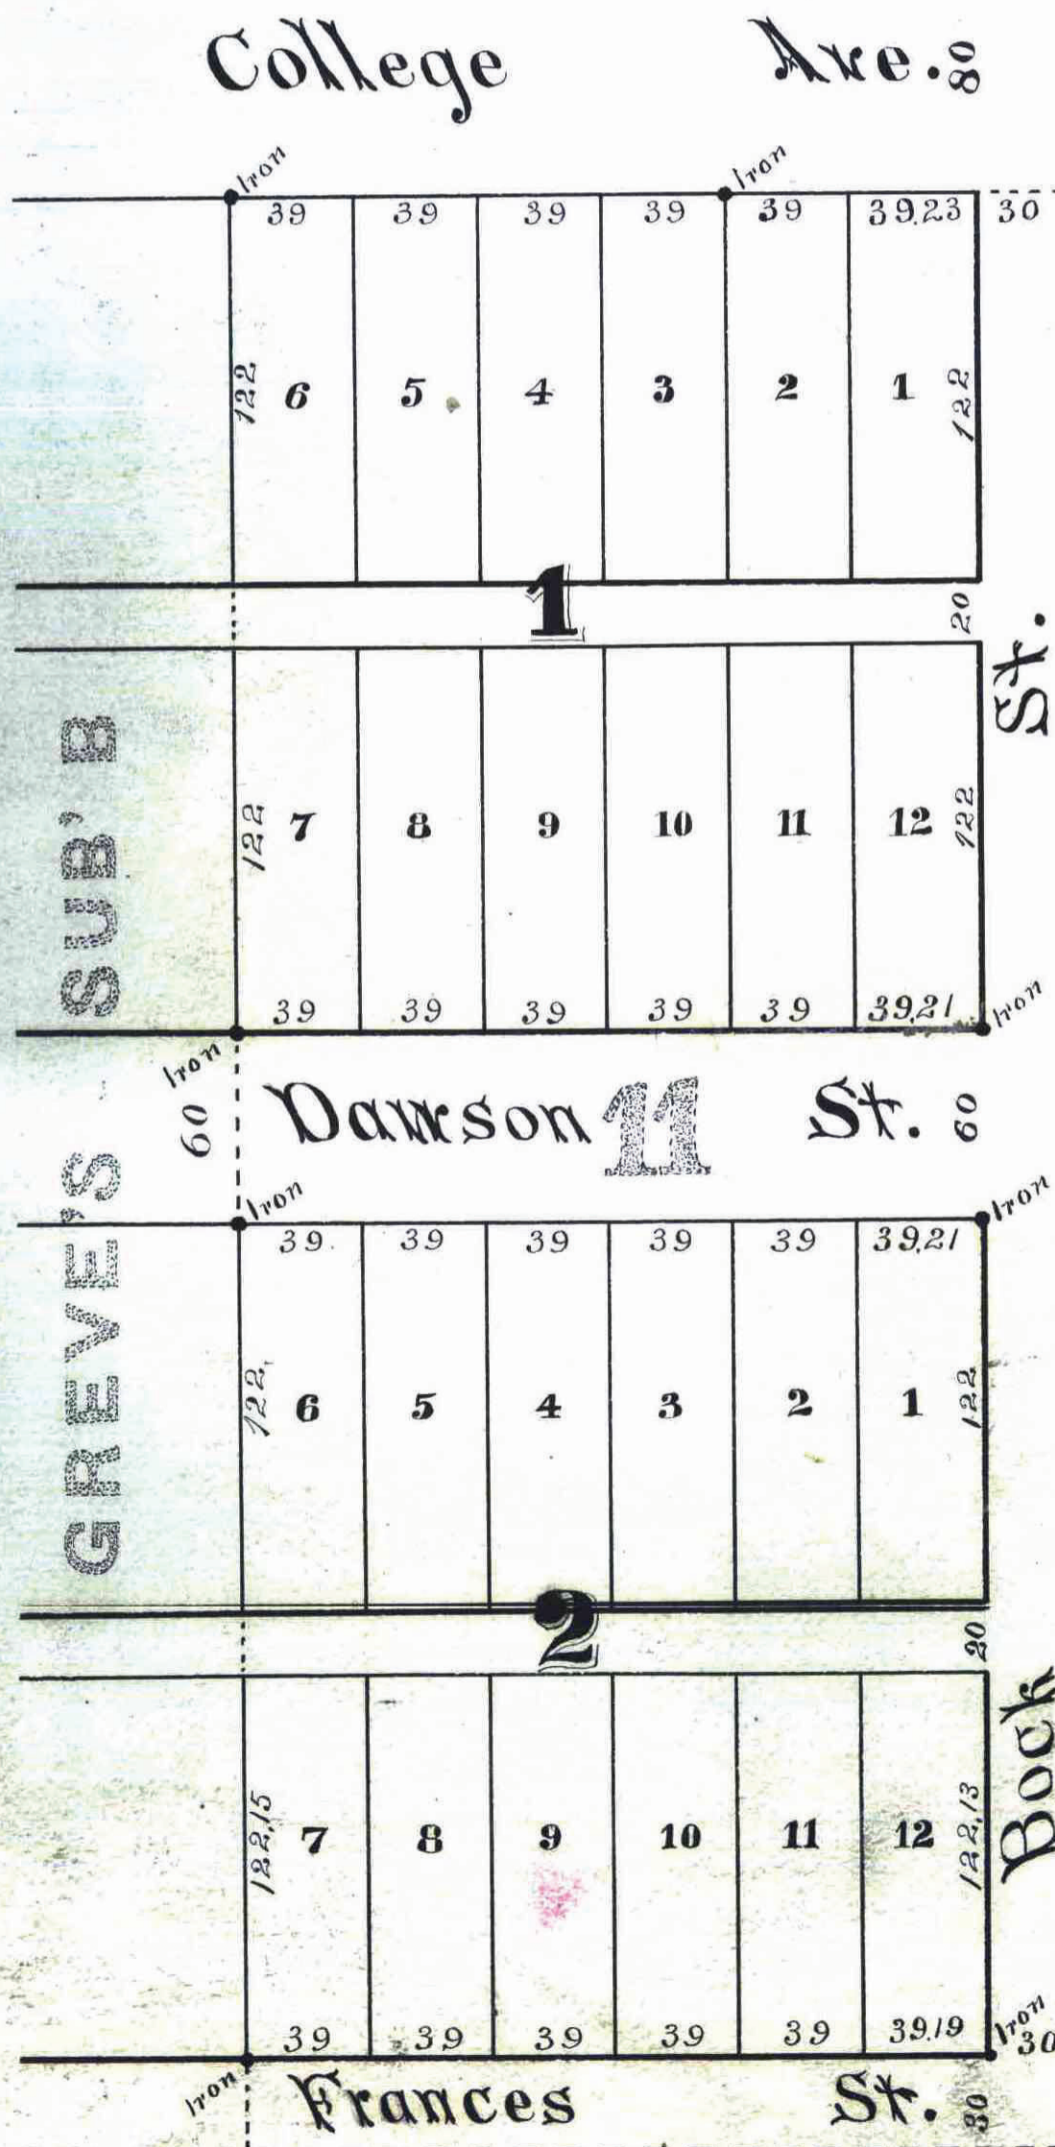 College Ave. 80
Iron Iron
39 39 39 39 39 39.23 30
122 6 5 4 3 2 1 122
1 20
St.
122 7 8 9 10 11 12 122
39 39 39 39 39 39.21
Iron Iron
60 Dawson 11 St. 60
GREVE'S SUB' B
Iron Iron
39 39 39 39 39 39.21
122 6 5 4 3 2 1 122
2 20
Bock
122.15 7 8 9 10 11 12 122.13
39 39 39 39 39 39.19
Iron 30
Iron Frances St. 30